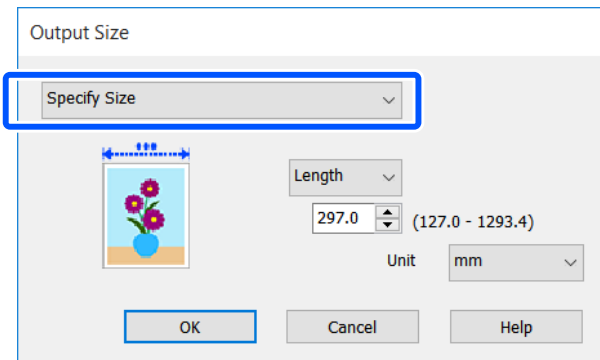 Output Size
Specify Size
Length
297.0 (127.0 - 1293.4)
Unit mm
OK Cancel Help